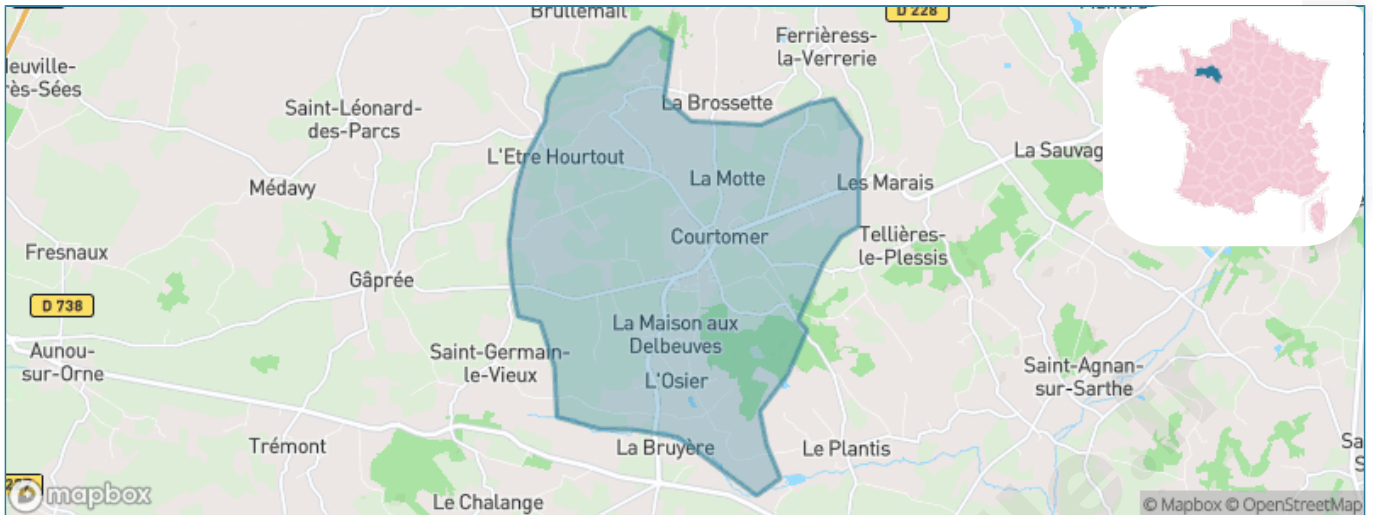 Brullemail
D 228
Ferrièress-
la-Verrerie
Neuville-
rès-Sées
La Brossette
Saint-Léonard-
des-Parcs
L'Etre Hourtout
La Sauvag
La Motte
Les Marais
Médavy
Courtomer
Tellières-
le-Plessis
Fresnaux
Gâprée
D 738
La Maison aux
Delbeuves
Aunou-
sur-Orne
Saint-Germain-
le-Vieux
L'Osier
Saint-Agnan-
sur-Sarthe
Trémont
La Bruyère
Le Plantis
Le Chalange
mapbox
© Mapbox © OpenStreetMap